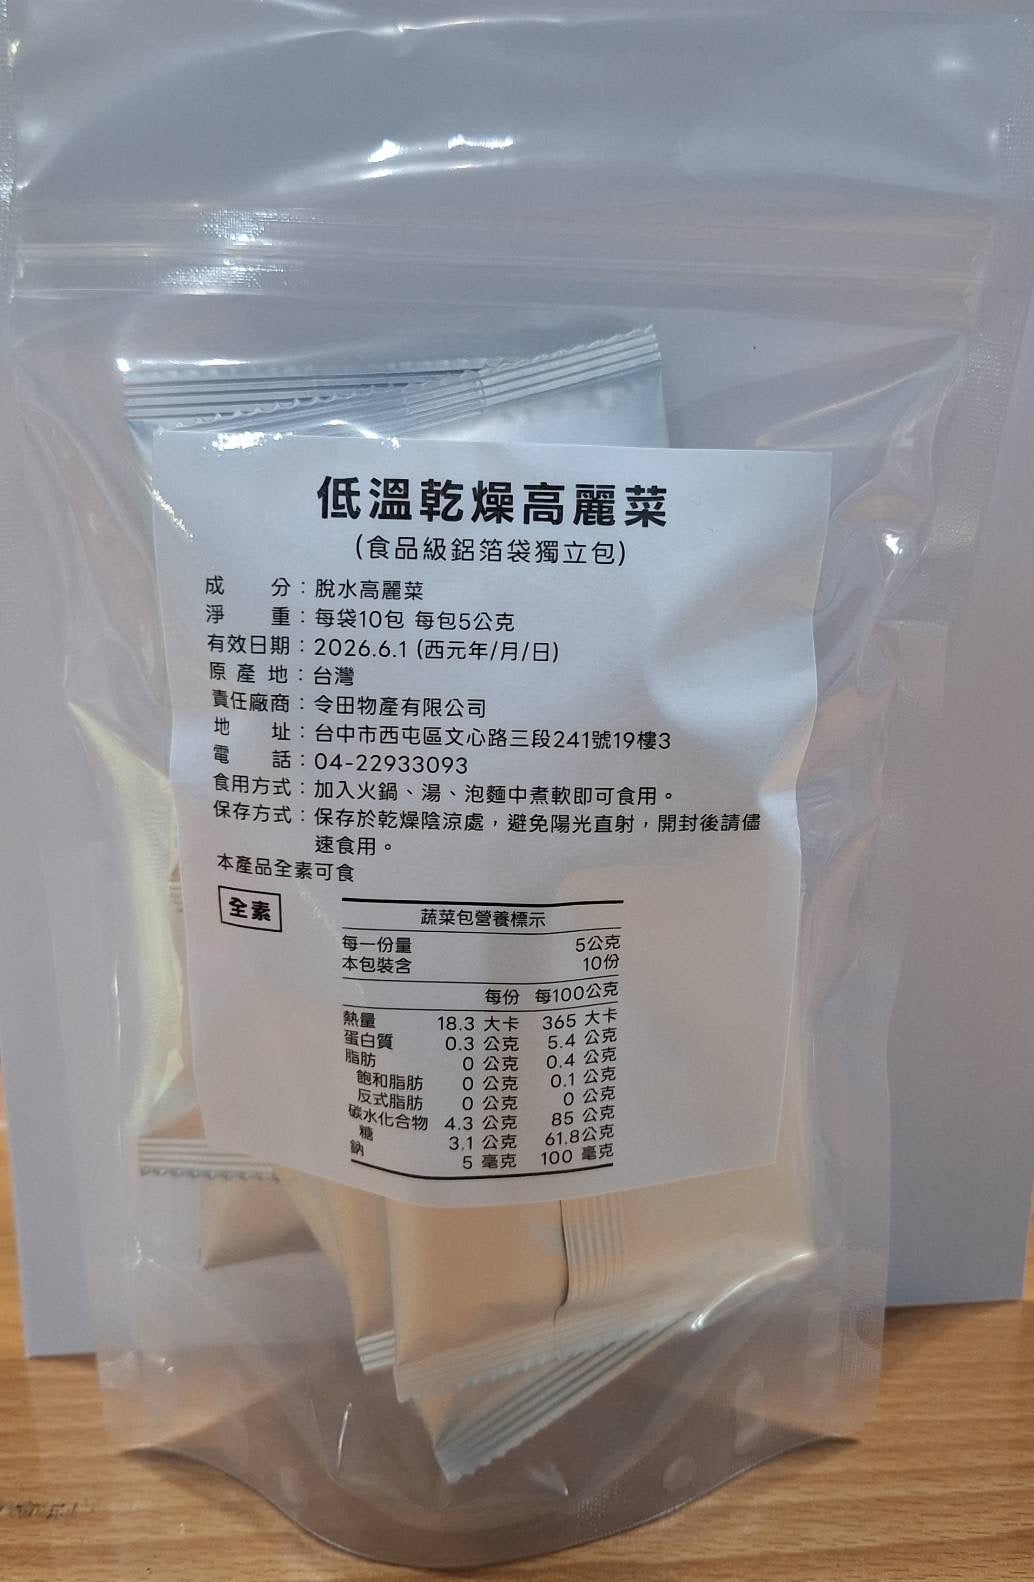 低溫乾燥高麗菜
(食品級鋁箔袋獨立包)
成 分：脫水高麗菜
淨 重：每袋10包 每包5公克
有效日期：2026.6.1 (西元年/月/日)
原 產 地：台灣
責任廠商：令田物產有限公司
地 址：台中市西屯區文心路三段241號19樓3
電 話：04-22933093
食用方式：加入火鍋、湯、泡麵中煮軟即可食用。
保存方式：保存於乾燥陰涼處，避免陽光直射，開封後請儘
速食用。
本產品全素可食
全素
蔬菜包營養標示
每一份量 5公克
本包裝含 10份
每份 每100公克
熱量 18.3 大卡 365 大卡
蛋白質 0.3 公克 5.4 公克
脂肪 0 公克 0.4 公克
飽和脂肪 0 公克 0.1 公克
反式脂肪 0 公克 0 公克
碳水化合物 4.3 公克 85 公克
糖 3.1 公克 61.8公克
鈉 5 毫克 100 毫克